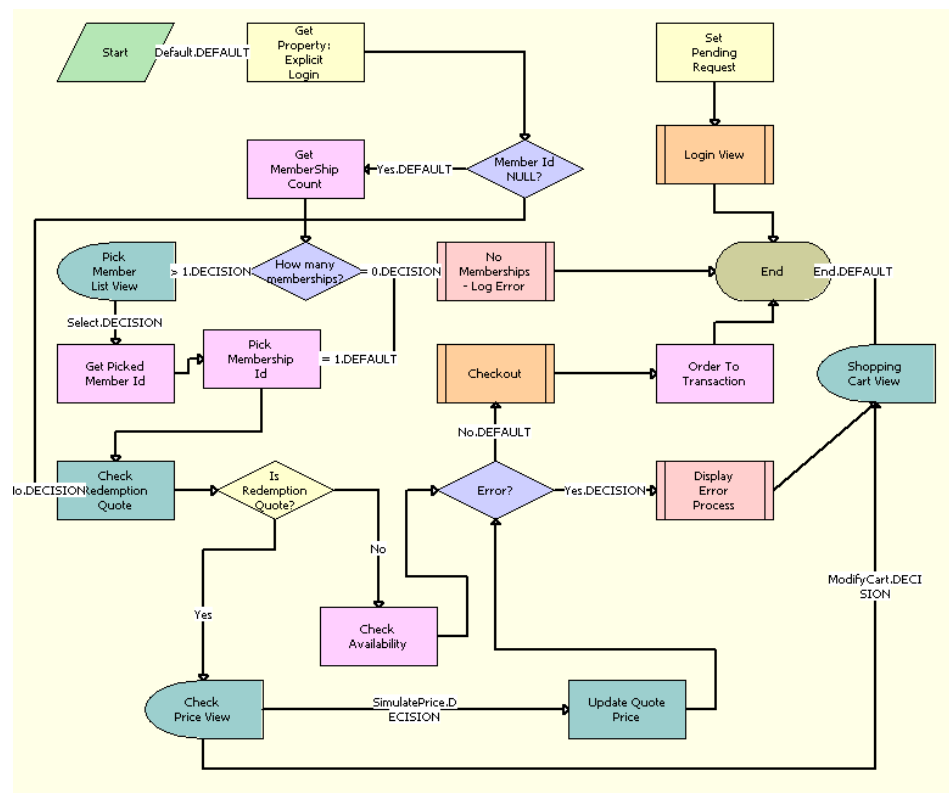 Start
Default.DEFAULT
Get
Property:
Explicit
Login
Set
Pending
Request
Get
MemberShip
Count
Yes.DEFAULT
Member Id
NULL?
Login View
Pick
Member
List View
> 1.DECISION
How many
memberships?
= 0.DECISION
No
Memberships
- Log Error
End
End.DEFAULT
Select.DECISION
Get Picked
Member Id
Pick
Membership
Id
= 1.DEFAULT
Checkout
Order To
Transaction
Shopping
Cart View
No.DEFAULT
lo.DECISION
Check
Redemption
Quote
Is
Redemption
Quote?
Error?
Yes.DECISION
Display
Error
Process
No
ModifyCart.DECI
SION
Yes
Check
Availability
Check
Price View
SimulatePrice.D
ECISION
Update Quote
Price